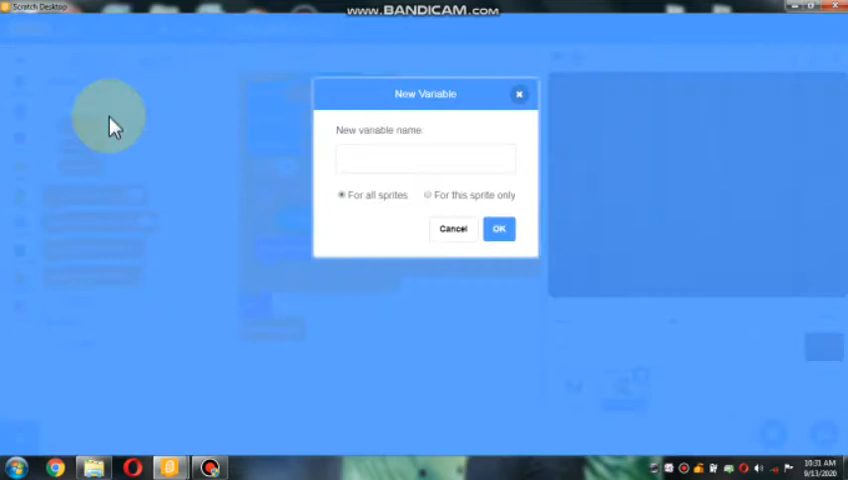 Scratch Desktop
www.BANDICAM.com
New Variable
New variable name:
For all sprites
For this sprite only
Cancel
OK
10:31 AM
9/13/2020